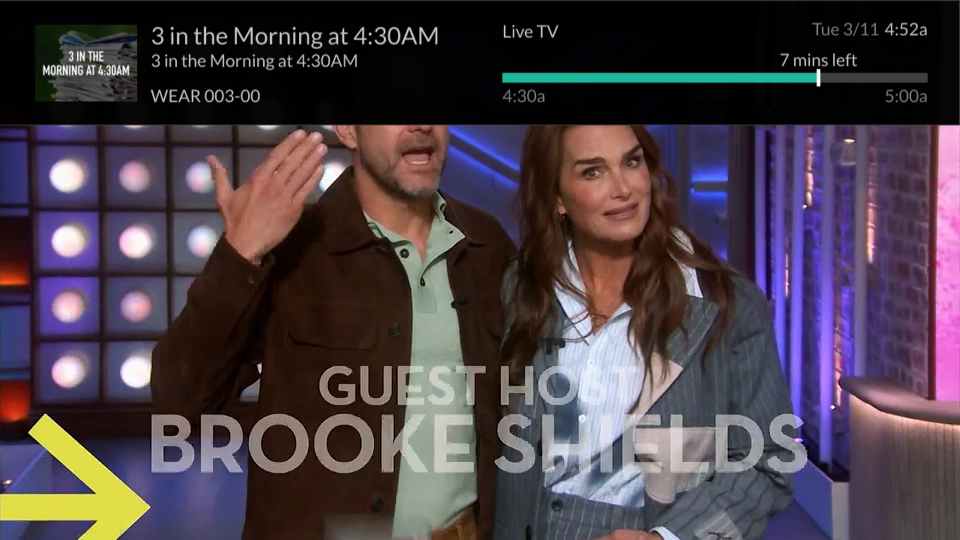 3 IN THE
MORNING AT 4:30AM
3 in the Morning at 4:30AM
3 in the Morning at 4:30AM
WEAR 003-00
Live TV
Tue 3/11 4:52a
7 mins left
4:30a
5:00a
GUEST HOST
BROOKE SHIELDS